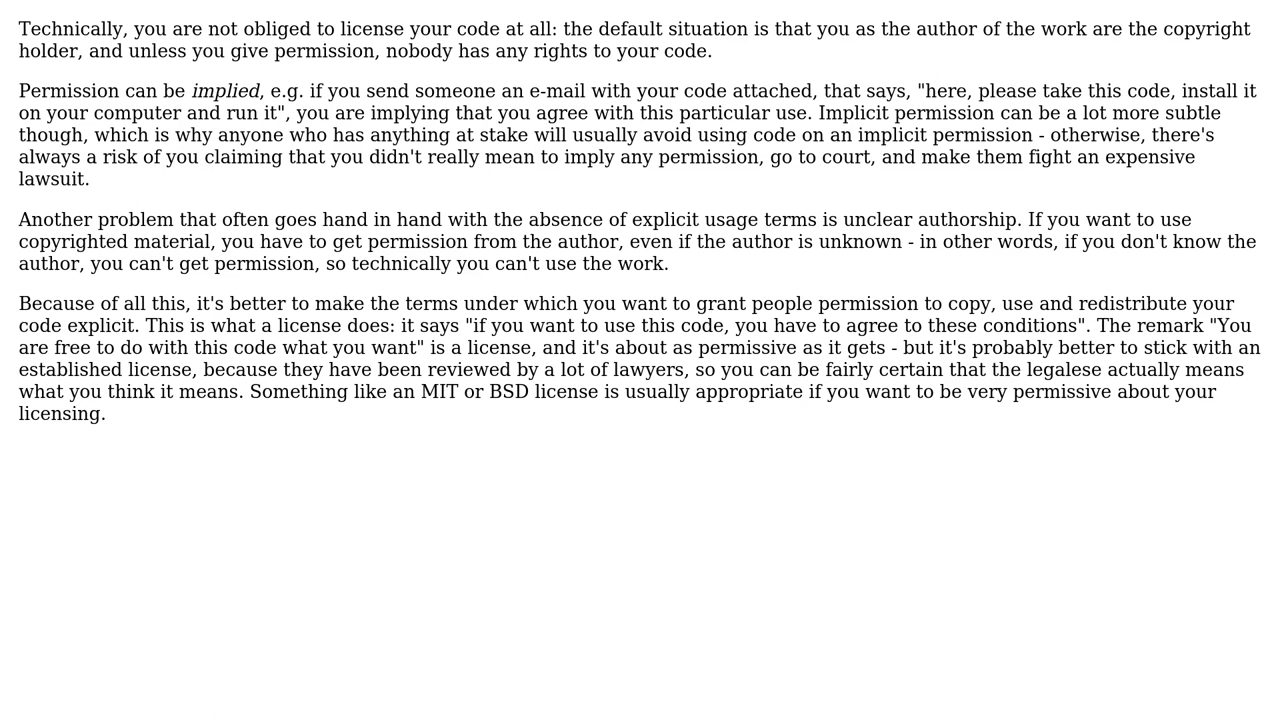 Technically, you are not obliged to license your code at all: the default situation is that you as the author of the work are the copyright
holder, and unless you give permission, nobody has any rights to your code.
Permission can be implied, e.g. if you send someone an e-mail with your code attached, that says, "here, please take this code, install it
on your computer and run it", you are implying that you agree with this particular use. Implicit permission can be a lot more subtle
though, which is why anyone who has anything at stake will usually avoid using code on an implicit permission - otherwise, there's
always a risk of you claiming that you didn't really mean to imply any permission, go to court, and make them fight an expensive
lawsuit.
Another problem that often goes hand in hand with the absence of explicit usage terms is unclear authorship. If you want to use
copyrighted material, you have to get permission from the author, even if the author is unknown - in other words, if you don't know the
author, you can't get permission, so technically you can't use the work.
Because of all this, it's better to make the terms under which you want to grant people permission to copy, use and redistribute your
code explicit. This is what a license does: it says "if you want to use this code, you have to agree to these conditions". The remark "You
are free to do with this code what you want" is a license, and it's about as permissive as it gets - but it's probably better to stick with an
established license, because they have been reviewed by a lot of lawyers, so you can be fairly certain that the legalese actually means
what you think it means. Something like an MIT or BSD license is usually appropriate if you want to be very permissive about your
licensing.